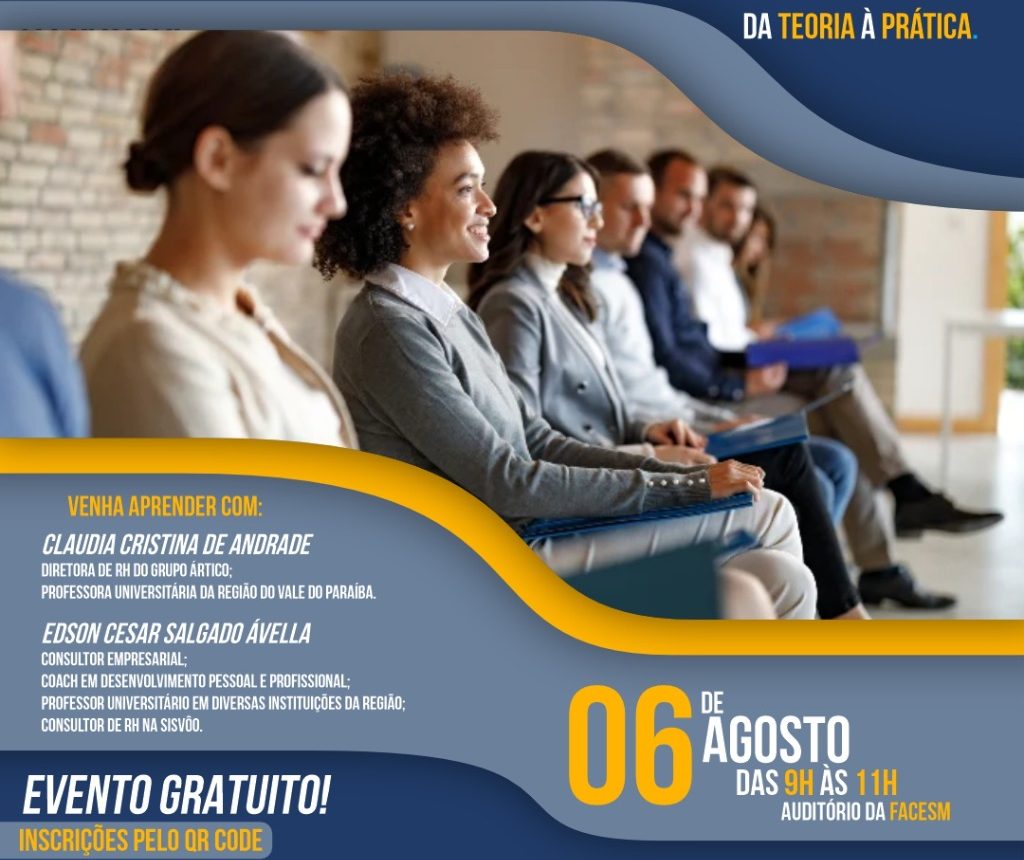 DA TEORIA À PRÁTICA.
VENHA APRENDER COM:
CLAUDIA CRISTINA DE ANDRADE
DIRETORA DE RH DO GRUPO ÁRTICO;
PROFESSORA UNIVERSITÁRIA DA REGIÃO DO VALE DO PARAÍBA.
EDSON CESAR SALGADO ÁVELLA
CONSULTOR EMPRESARIAL;
COACH EM DESENVOLVIMENTO PESSOAL E PROFISSIONAL;
PROFESSOR UNIVERSITÁRIO EM DIVERSAS INSTITUIÇÕES DA REGIÃO;
CONSULTOR DE RH NA SISVÔO.
06 DE
AGOSTO
DAS 9H ÀS 11H
AUDITÓRIO DA FACESM
EVENTO GRATUITO!
INSCRIÇÕES PELO QR CODE